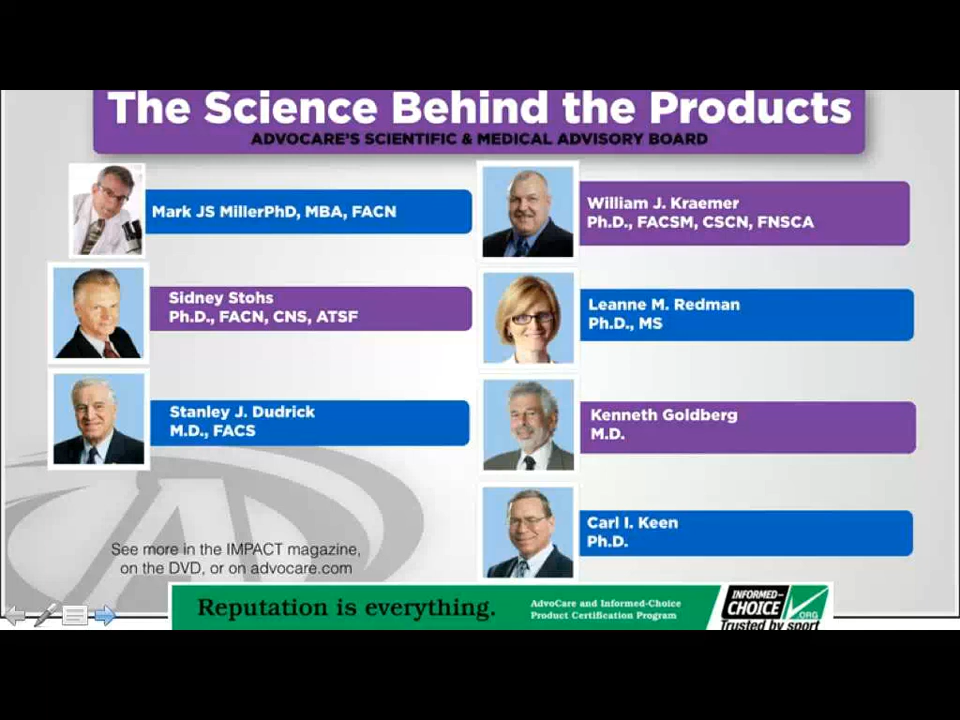 The Science Behind the Products
ADVOCARE'S SCIENTIFIC & MEDICAL ADVISORY BOARD
Mark JS MillerPhD, MBA, FACN
Sidney Stohs
Ph.D., FACN, CNS, ATSF
Stanley J. Dudrick
M.D., FACS
William J. Kraemer
Ph.D., FACSM, CSCN, FNSCA
Leanne M. Redman
Ph.D., MS
Kenneth Goldberg
M.D.
Carl I. Keen
Ph.D.
See more in the IMPACT magazine,
on the DVD, or on advocare.com
Reputation is everything.
AdvoCare and Informed-Choice
Product Certification Program
INFORMED-
CHOICE
.ORG
Trusted by sport